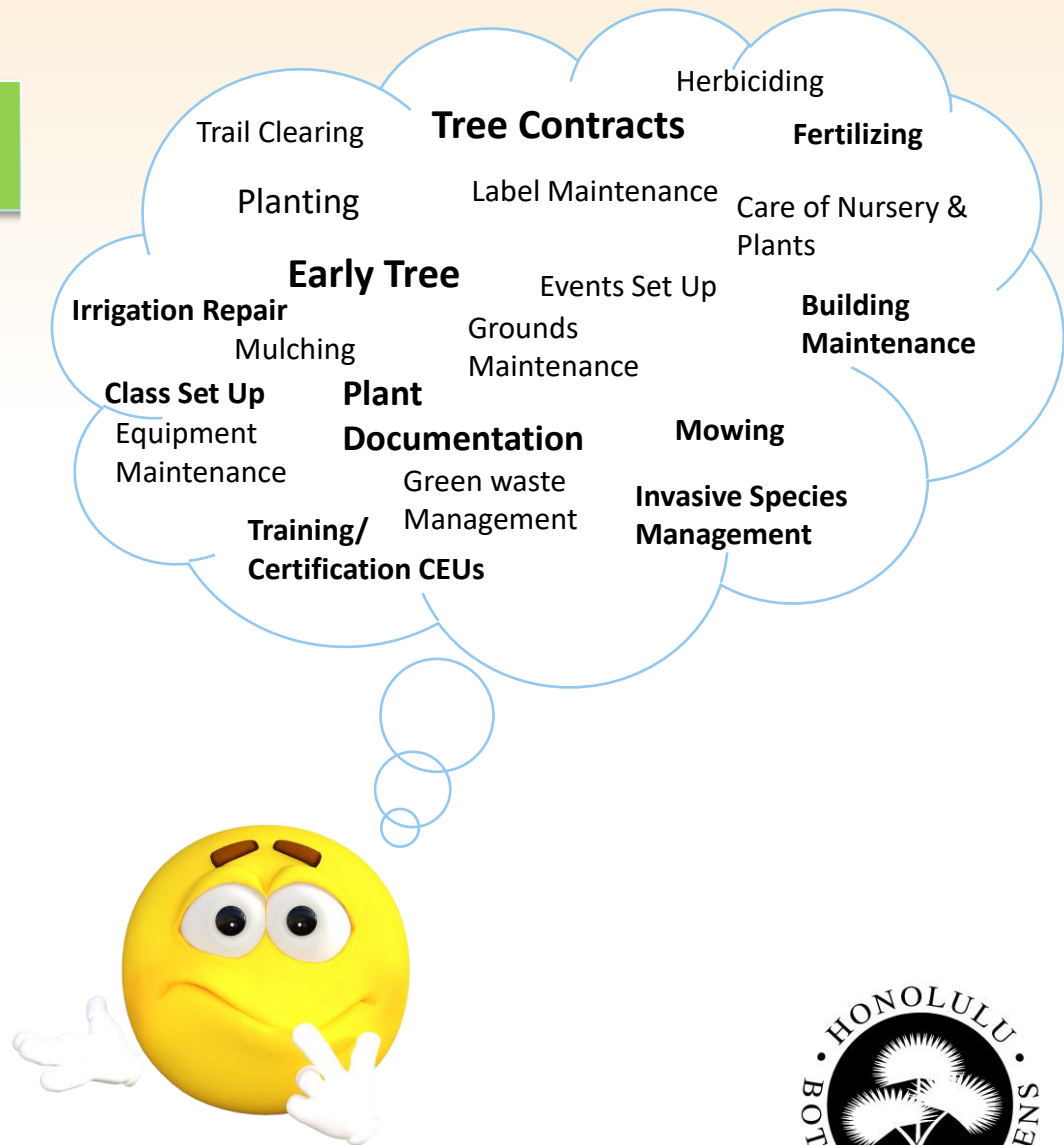 Herbiciding
Trail Clearing
Tree Contracts
Fertilizing
Planting
Label Maintenance
Care of Nursery &
Plants
Early Tree
Events Set Up
Irrigation Repair
Building
Maintenance
Mulching
Grounds
Maintenance
Class Set Up
Plant
Documentation
Equipment
Maintenance
Mowing
Green waste
Management
Invasive Species
Management
Training/
Certification CEUs
HONOLULU